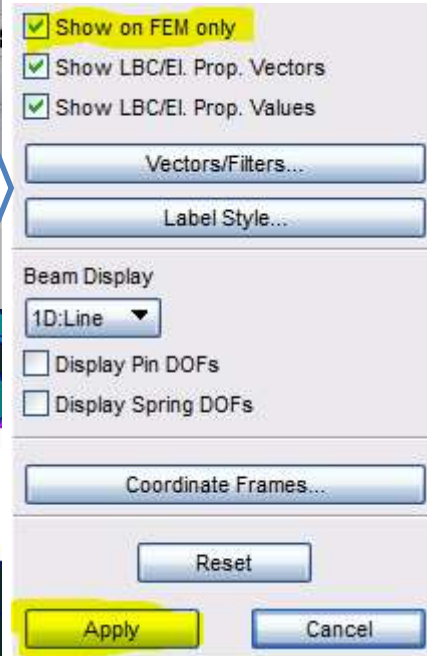 Show on FEM only
Show LBC/El. Prop. Vectors
Show LBC/El. Prop. Values
Vectors/Filters...
Label Style...
Beam Display
1D:Line
Display Pin DOFs
Display Spring DOFs
Coordinate Frames...
Reset
Apply Cancel